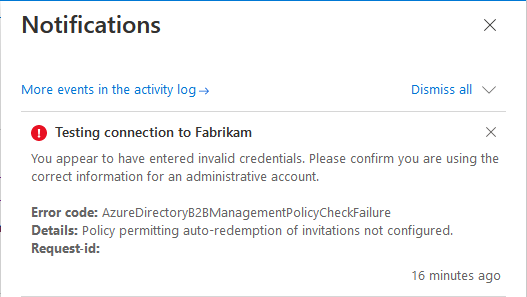 Notifications
More events in the activity log →
Dismiss all
Testing connection to Fabrikam
You appear to have entered invalid credentials. Please confirm you are using the
correct information for an administrative account.
Error code: AzureDirectoryB2BManagementPolicyCheckFailure
Details: Policy permitting auto-redemption of invitations not configured.
Request-id:
16 minutes ago